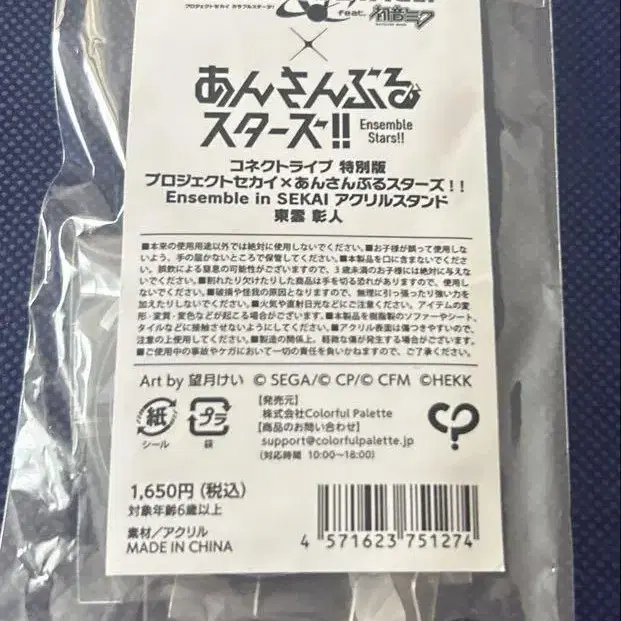 プロジェクトセカイ カラフルステージ!
feat. 初音ミク
×
あんさんぶる
スターズ!!
Ensemble
Stars!!
コネクトライブ 特別版
プロジェクトセカイ×あんさんぶるスターズ!!
Ensemble in SEKAI アクリルスタンド
東雲 彰人
■本来の使用用途以外では絶対に使用しないでください。■お子様が誤って使用しな
いよう、手の届かないところで保管してください。■本製品を口に含まないでくださ
い。誤飲による窒息の可能性がございますので、3歳未満のお子様には絶対に与えな
いでください。■割れたり欠けたりした商品は手を切る恐れがありますので、使用し
ないでください。■破損や怪我の原因となりますので、無理に引っ張ったり強い力を
加えたりしないでください。■火気や直射日光などにご注意ください。アイテムの変
形・変質・変色などが起こる場合がございます。■本製品を樹脂製のソファーやシート、
タイルなどに接触させないようにしてください。■アクリル表面は傷つきやすいので、
注意の上使用してください。■製造の関係上、軽微な傷が発生する場合がございます。
■ご使用中の事故やケガにおいて一切の責任を負いかねますので、ご了承ください。
Art by 望月けい © SEGA/© CP/© CFM ©HEKK
紙
シール
プラ
袋
【発売元】
株式会社Colorful Palette
【商品のお問い合わせ】
support@colorfulpalette.jp
(対応時間 10:00~18:00)
1,650円(税込)
対象年齢6歳以上
素材/アクリル
MADE IN CHINA
4 571623 751274